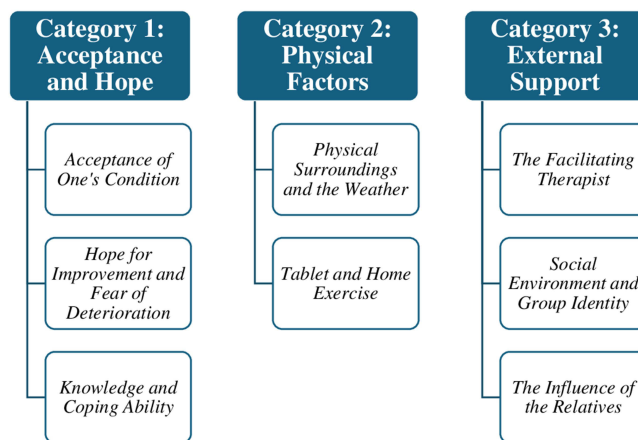 Category 1:
Acceptance
and Hope
Acceptance of
One's Condition
Hope for
Improvement and
Fear of
Deterioration
Knowledge and
Coping Ability
Category 2:
Physical
Factors
Physical
Surroundings
and the Weather
Tablet and Home
Exercise
Category 3:
External
Support
The Facilitating
Therapist
Social
Environment and
Group Identity
The Influence of
the Relatives